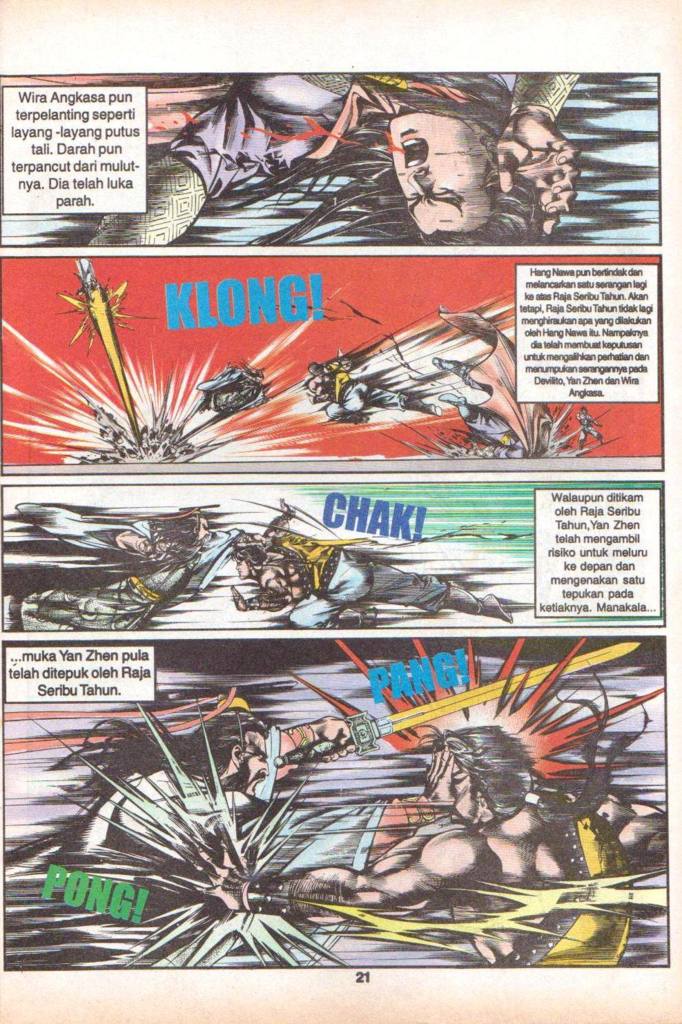 Wira Angkasa pun
terpelanting seperti
layang -layang putus
tali. Darah pun
terpancut dari mulut-
nya. Dia telah luka
parah.
KLONG!
Hang Nawa pun bertindak dan
melancarkan satu serangan lagi
ke atas Raja Seribu Tahun. Akan
tetapi, Raja Seribu Tahun tidak lagi
menghiraukan apa yang dilakukan
oleh Hang Nawa itu. Nampaknya
dia telah membuat keputusan
untuk mengalihkan perhatian dan
menumpukan serangannya pada
Devilito, Yan Zhen dan Wira
Angkasa.
CHAK!
Walaupun ditikam
oleh Raja Seribu
Tahun,Yan Zhen
telah mengambil
risiko untuk meluru
ke depan dan
mengenakan satu
tepukan pada
ketiaknya. Manakala...
...muka Yan Zhen pula
telah ditepuk oleh Raja
Seribu Tahun.
PANG!
PONG!
21